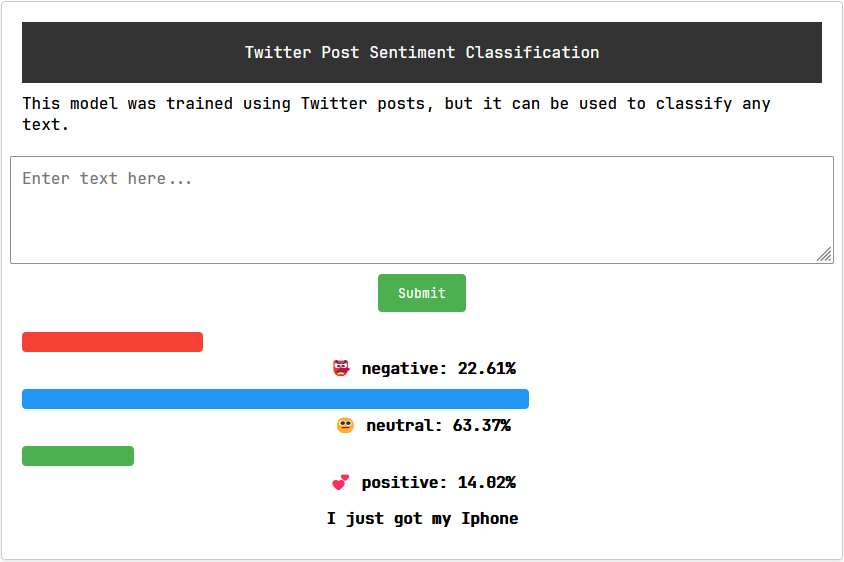 Twitter Post Sentiment Classification
This model was trained using Twitter posts, but it can be used to classify any
text.
Enter text here...
Submit
negative: 22.61%
neutral: 63.37%
positive: 14.02%
I just got my Iphone